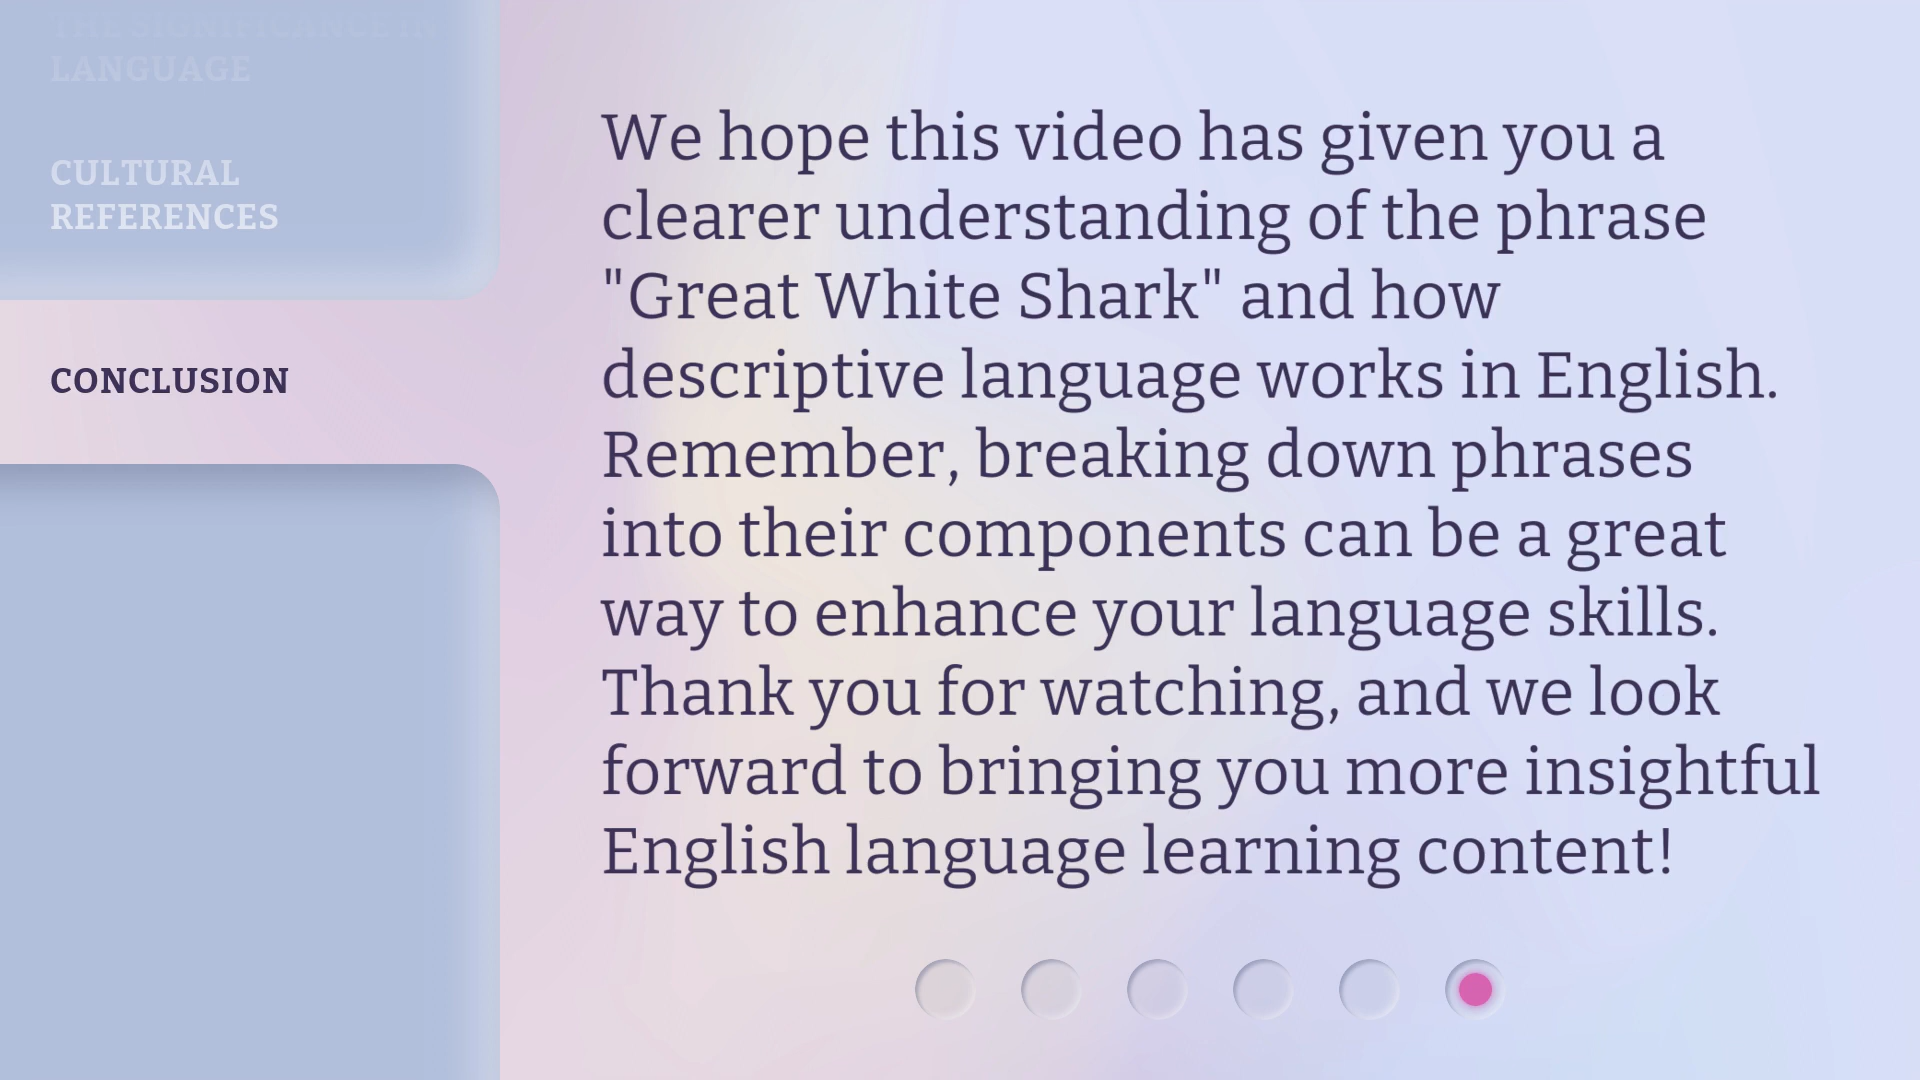 THE SIGNIFICANCE IN
LANGUAGE
CULTURAL
REFERENCES
CONCLUSION
We hope this video has given you a
clearer understanding of the phrase
"Great White Shark" and how
descriptive language works in English.
Remember, breaking down phrases
into their components can be a great
way to enhance your language skills.
Thank you for watching, and we look
forward to bringing you more insightful
English language learning content!